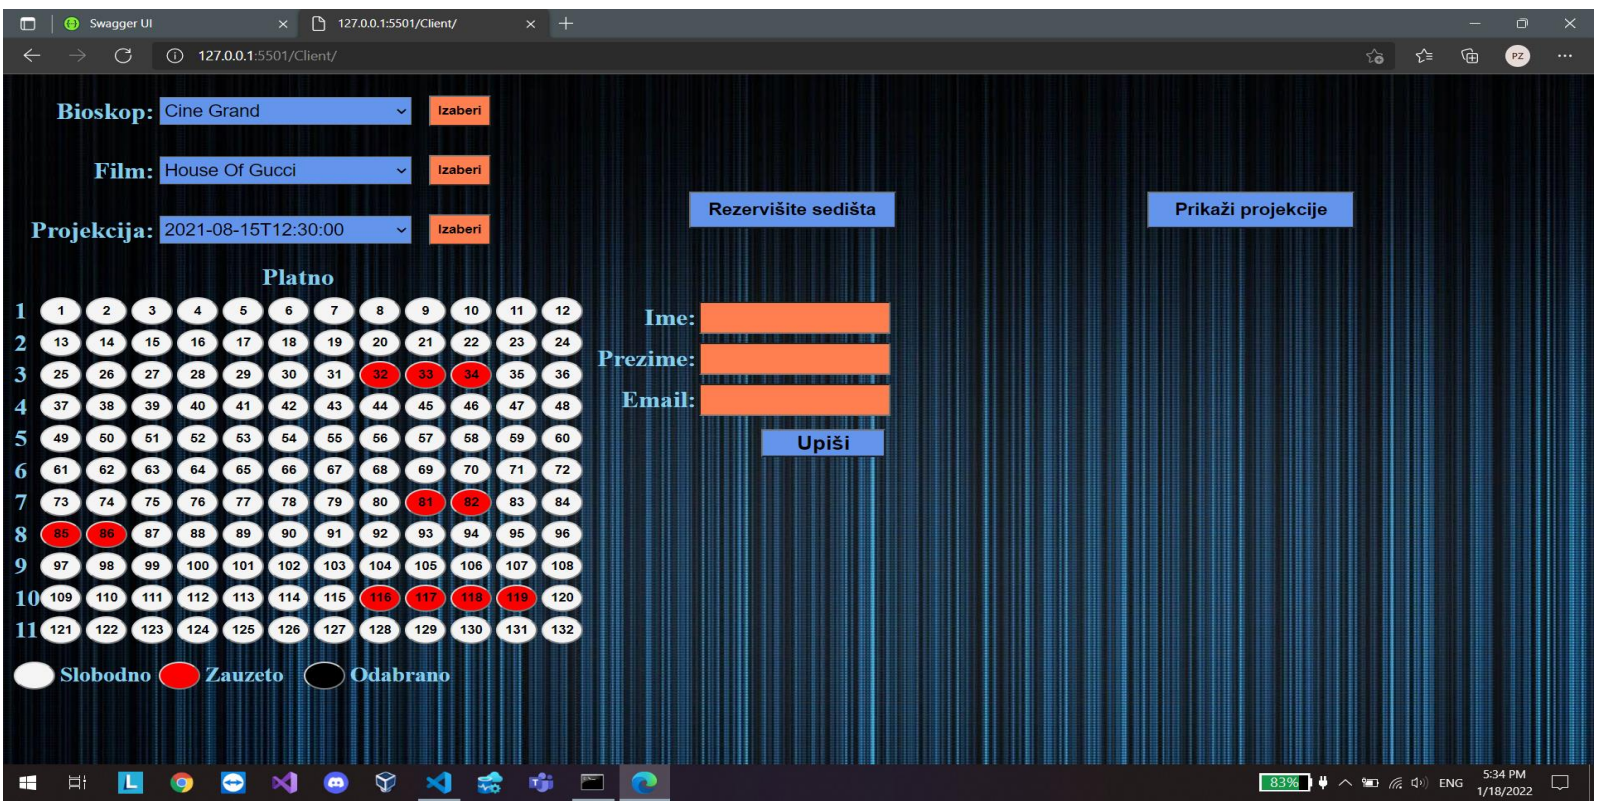 Swagger UI
127.0.0.1:5501/Client/
127.0.0.1:5501/Client/
PZ
Bioskop: Cine Grand Izaberi
Film: House Of Gucci Izaberi
Projekcija: 2021-08-15T12:30:00 Izaberi
Rezervišite sedišta
Prikaži projekcije
Platno
1 1 2 3 4 5 6 7 8 9 10 11 12
2 13 14 15 16 17 18 19 20 21 22 23 24
3 25 26 27 28 29 30 31 32 33 34 35 36
4 37 38 39 40 41 42 43 44 45 46 47 48
5 49 50 51 52 53 54 55 56 57 58 59 60
6 61 62 63 64 65 66 67 68 69 70 71 72
7 73 74 75 76 77 78 79 80 81 82 83 84
8 85 86 87 88 89 90 91 92 93 94 95 96
9 97 98 99 100 101 102 103 104 105 106 107 108
10 109 110 111 112 113 114 115 116 117 118 119 120
11 121 122 123 124 125 126 127 128 129 130 131 132
Slobodno Zauzeto Odabrano
Ime:
Prezime:
Email:
Upiši
L
83%
ENG
5:34 PM
1/18/2022